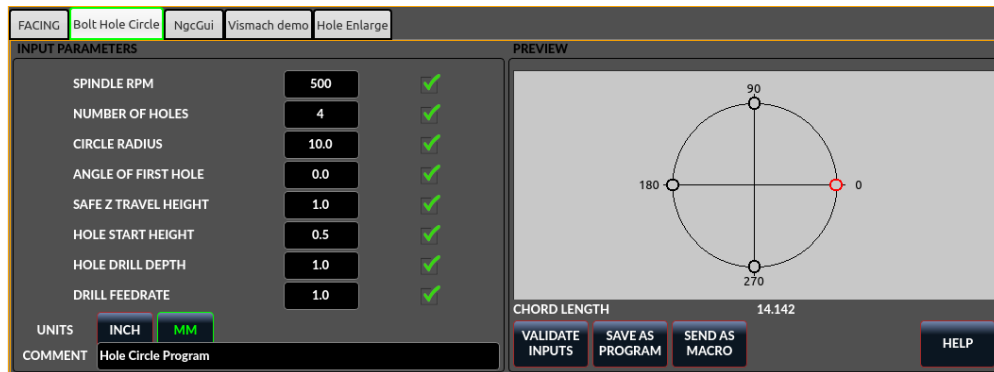 FACING Bolt Hole Circle NgcGui Vismach demo Hole Enlarge
INPUT PARAMETERS
SPINDLE RPM 500
NUMBER OF HOLES 4
CIRCLE RADIUS 10.0
ANGLE OF FIRST HOLE 0.0
SAFE Z TRAVEL HEIGHT 1.0
HOLE START HEIGHT 0.5
HOLE DRILL DEPTH 1.0
DRILL FEEDRATE 1.0
UNITS INCH MM
COMMENT Hole Circle Program
PREVIEW
90
180 0
270
CHORD LENGTH 14.142
VALIDATE INPUTS SAVE AS PROGRAM SEND AS MACRO HELP